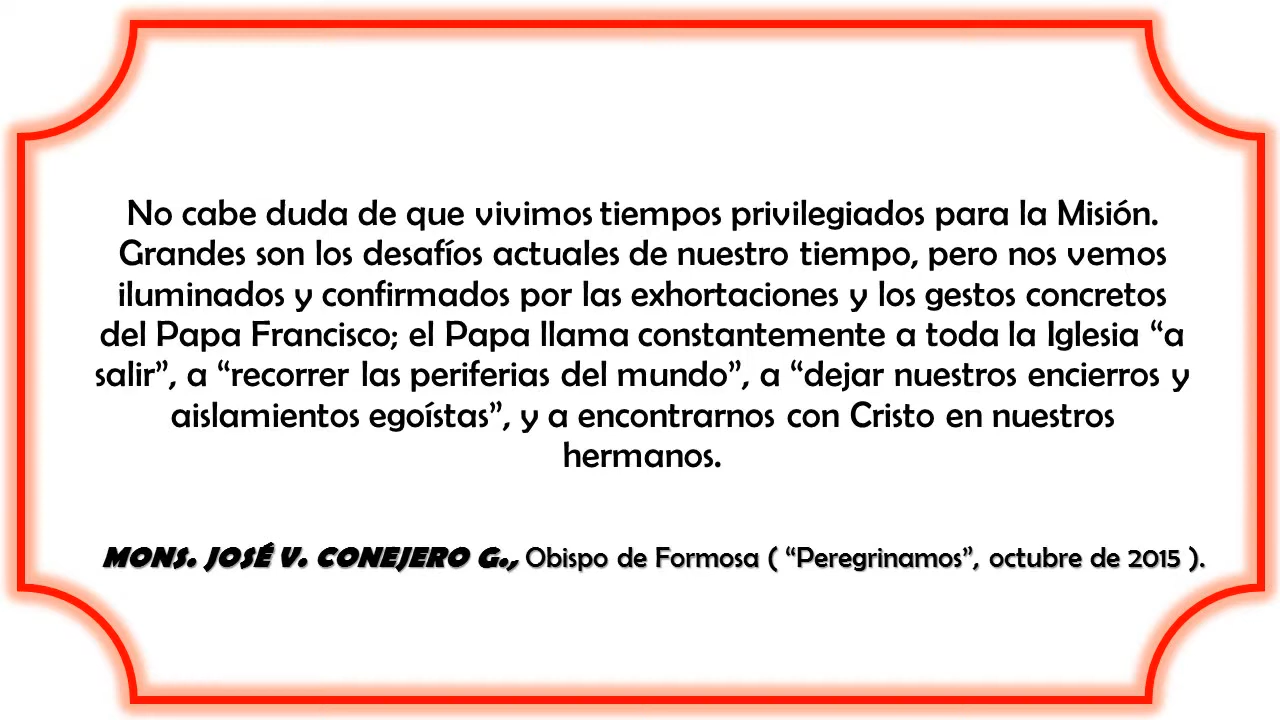 No cabe duda de que vivimos tiempos privilegiados para la Misión.
Grandes son los desafíos actuales de nuestro tiempo, pero nos vemos
iluminados y confirmados por las exhortaciones y los gestos concretos
del Papa Francisco; el Papa llama constantemente a toda la Iglesia “a
salir”, a “recorrer las periferias del mundo”, a “dejar nuestros encierros y
aislamientos egoístas”, y a encontrarnos con Cristo en nuestros
hermanos.
MONS. JOSÉ V. CONEJERO G., Obispo de Formosa ( “Peregrinamos”, octubre de 2015 ).